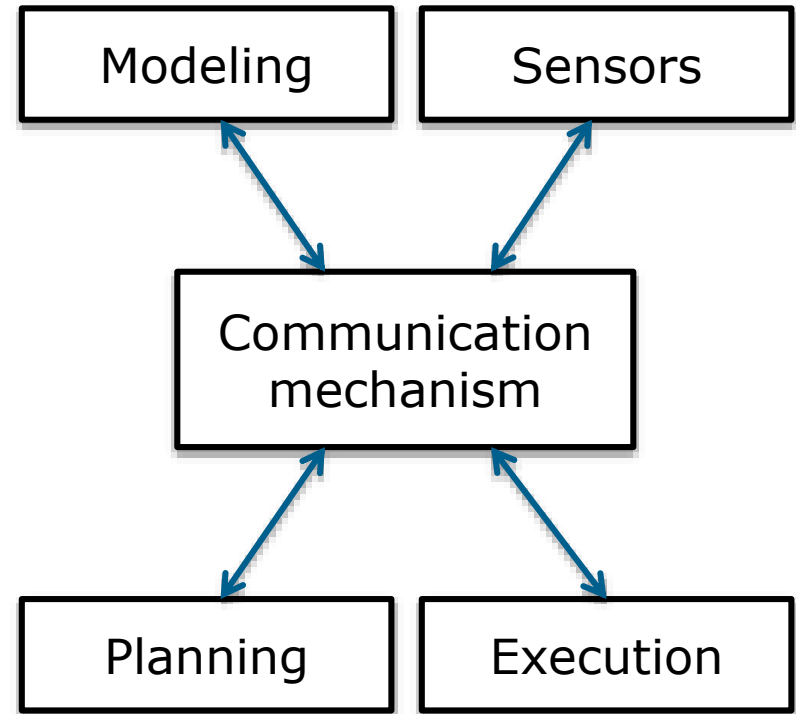 Modeling
Sensors
Communication
mechanism
Planning
Execution